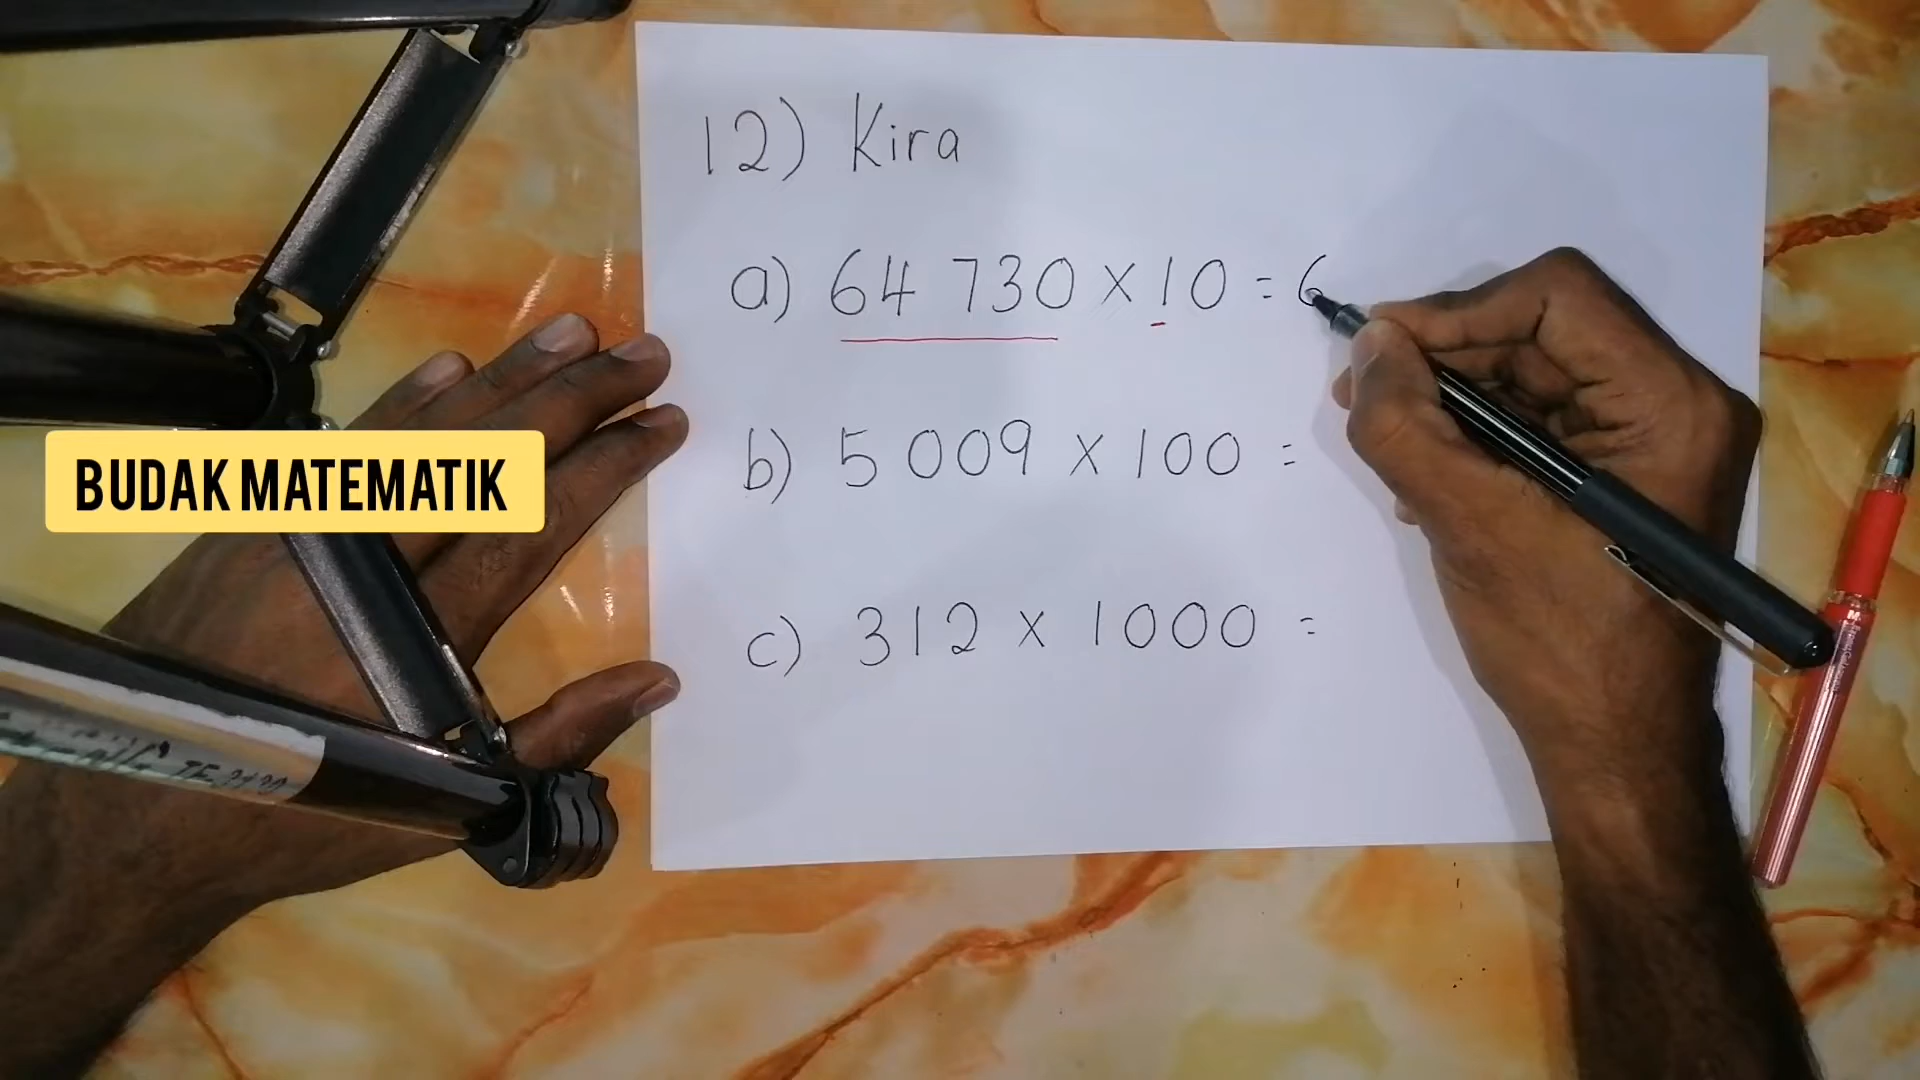 12) Kira
a) 64 730 × 10 = 6
b) 5 009 × 100 =
c) 312 × 1000 =
BUDAK MATEMATIK